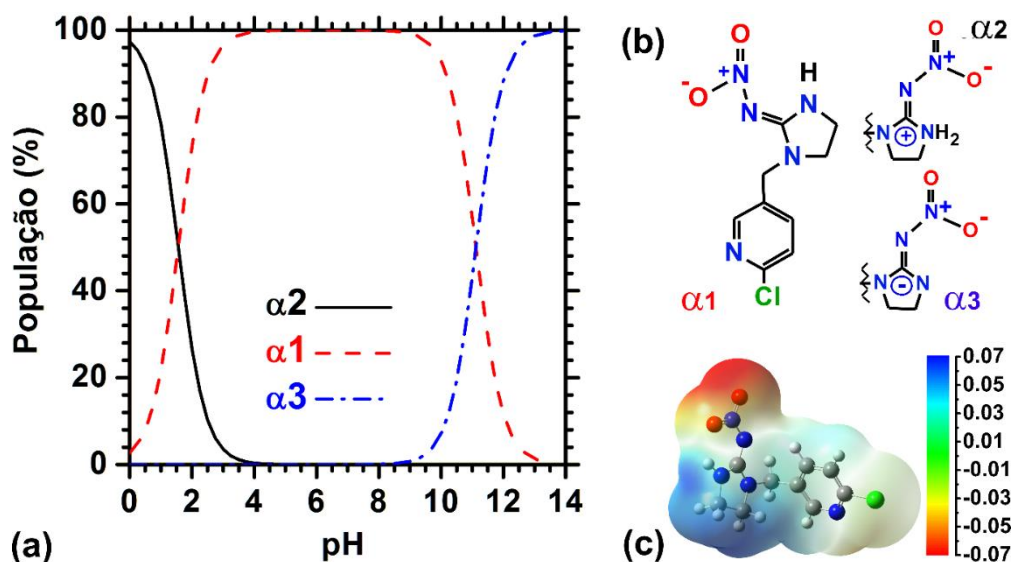 100
80
60
40
20
0
População (%)
α2
α1
α3
0 2 4 6 8 10 12 14
pH
(a)
(b)
O
-
O
+
N
N
H
N
N
N
Cl
α1
α2
O
N+
O-
N
N
+
NH2
O
N+
O-
N
N
-
N
α3
(c)
0.07
0.05
0.03
0.01
-0.01
-0.03
-0.05
-0.07